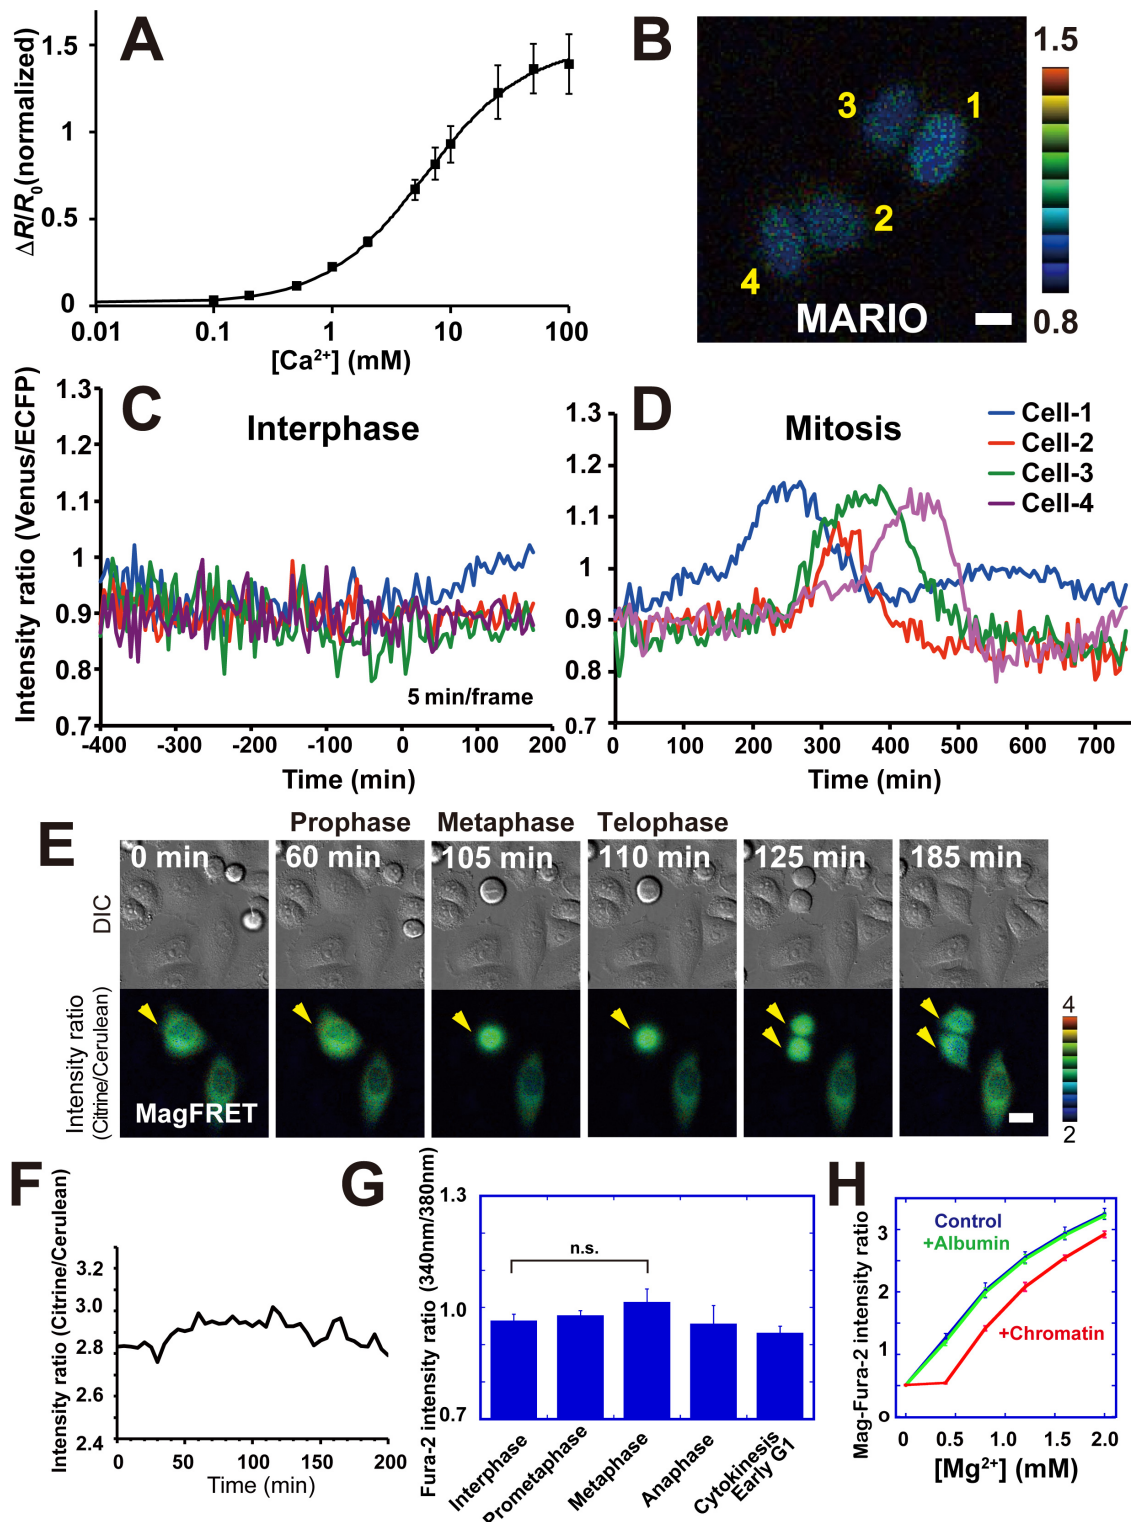 A
ΔR/R0(normalized)
1.5
1
0.5
0
0.01 0.1 1 10 100
[Ca²⁺] (mM)
B
3
1
2
4
MARIO
1.5
0.8
C
Interphase
Intensity ratio (Venus/ECFP)
1.3
1.2
1.1
1
0.9
0.8
0.7
5 min/frame
-400 -300 -200 -100 0 100 200
Time (min)
D
Mitosis
Cell-1
Cell-2
Cell-3
Cell-4
1.3
1.2
1.1
1
0.9
0.8
0.7
0 100 200 300 400 500 600 700
Time (min)
E
Prophase Metaphase Telophase
0 min 60 min 105 min 110 min 125 min 185 min
DIC
Intensity ratio
(Citrine/Cerulean)
MagFRET
4
2
F
Intensity ratio (Citrine/Cerulean)
3.2
3.0
2.8
2.6
2.4
0 50 100 150 200
Time (min)
G
Fura-2 intensity ratio (340nm/380nm)
1.3
1.0
0.7
n.s.
Interphase
Prometaphase
Metaphase
Anaphase
Cytokinesis
Early G1
H
Mag-Fura-2 intensity ratio
3
2
1
0
Control
+Albumin
+Chromatin
0 0.4 0.8 1.2 1.6 2.0
[Mg²⁺] (mM)